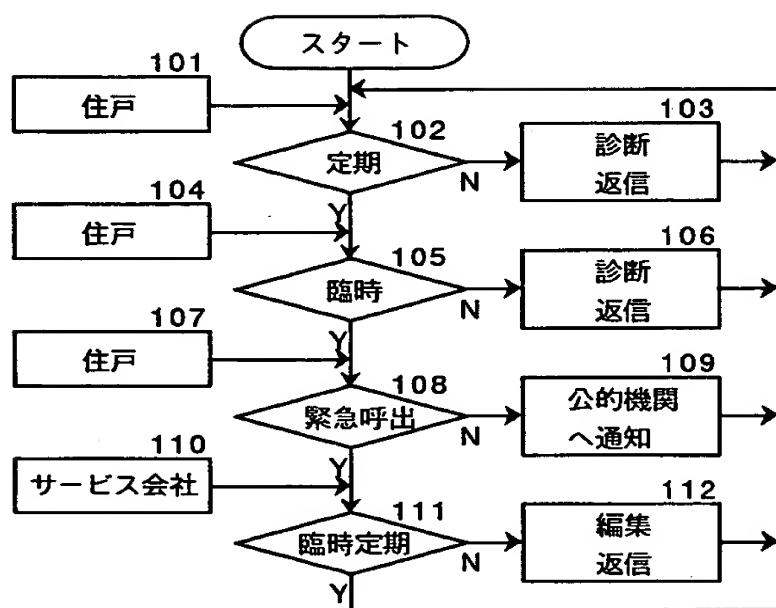 スタート
101
住戸
102
定期
N
103
診断
返信
Y
104
住戸
105
臨時
N
106
診断
返信
Y
107
住戸
108
緊急呼出
N
109
公的機関
へ通知
Y
110
サービス会社
111
臨時定期
N
112
編集
返信
Y